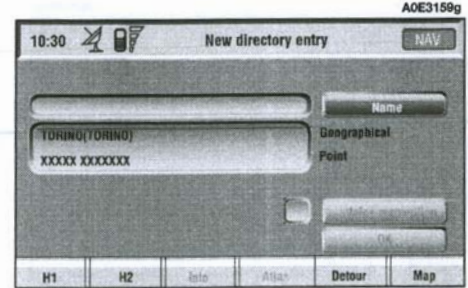 A0E3159g
10:30 New directory entry NAV
Name
TORINO(TORINO) Geographical
XXXXX XXXXXXX Point
OK
H1 H2 Info Atlas Detour Map